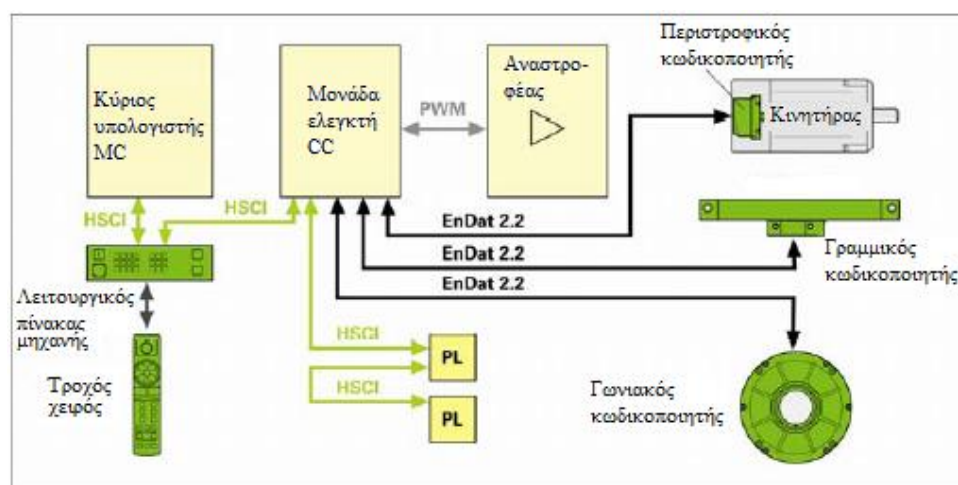 Κύριος
υπολογιστής
MC
Μονάδα
ελεγκτή
CC
Αναστρο-
φέας
PWM
Περιστροφικός
κωδικοποιητής
Κινητήρας
HSCI
HSCI
EnDat 2.2
EnDat 2.2
EnDat 2.2
Γραμμικός
κωδικοποιητής
Λειτουργικός
πίνακας
μηχανής
Τροχός
χειρός
HSCI
PL
HSCI
PL
Γωνιακός
κωδικοποιητής